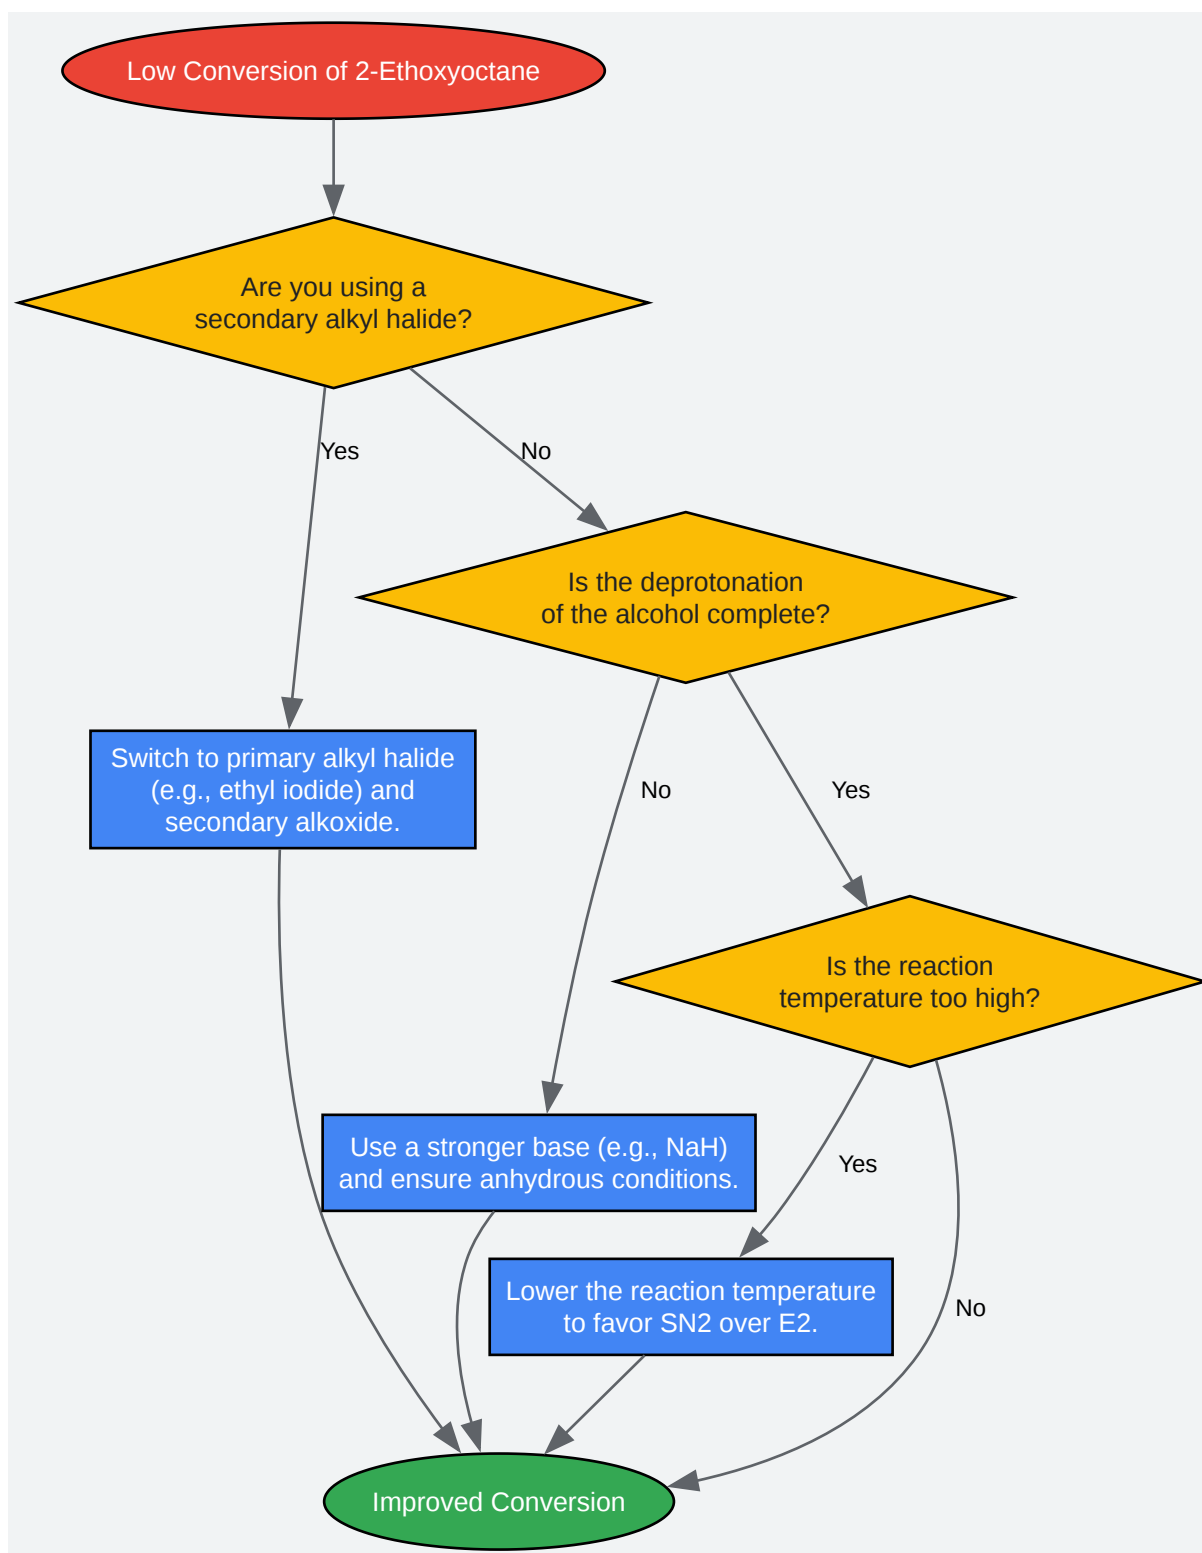 Low Conversion of 2-Ethoxyoctane
Are you using a
secondary alkyl halide?
Yes
No
Is the deprotonation
of the alcohol complete?
Switch to primary alkyl halide
(e.g., ethyl iodide) and
secondary alkoxide.
No
Yes
Is the reaction
temperature too high?
Use a stronger base (e.g., NaH)
and ensure anhydrous conditions.
Yes
Lower the reaction temperature
to favor SN2 over E2.
No
Improved Conversion